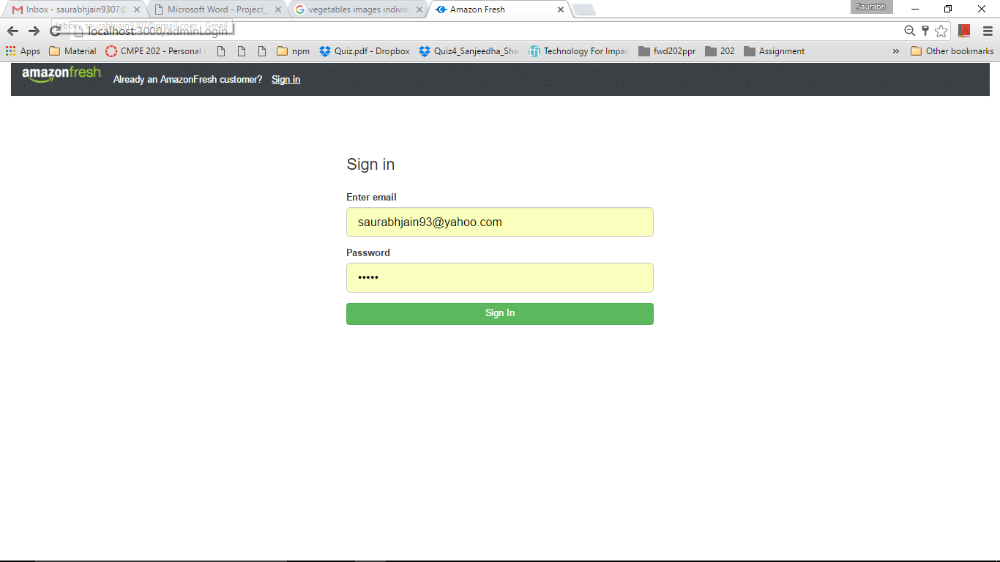 Inbox - saurabhjain9307@
Microsoft Word - Project_
vegetables images individ
Amazon Fresh
Saurabh
Inbox - saurabhjain9307@gmail.com - Gmail
localhost:3000/adminLogin
Apps
Material
CMPE 202 - Personal
npm
Quiz.pdf - Dropbox
Quiz4_Sanjeedha_Sha
Technology For Impac
fwd202ppr
202
Assignment
»
Other bookmarks
amazonfresh
Already an AmazonFresh customer? Sign in
Sign in
Enter email
saurabhjain93@yahoo.com
Password
•••••
Sign In